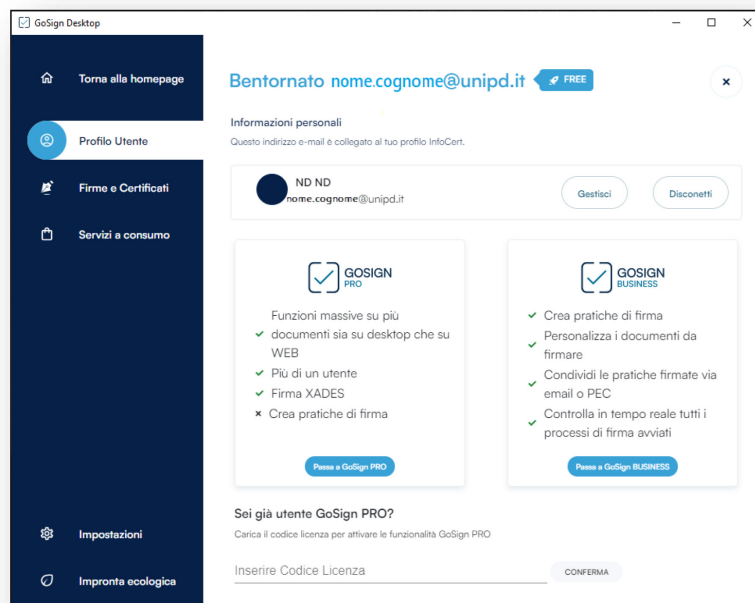 GoSign Desktop
Torna alla homepage
Profilo Utente
Firme e Certificati
Servizi a consumo
Impostazioni
Impronta ecologica
Bentornato nome.cognome@unipd.it FREE
Informazioni personali
Questo indirizzo e-mail è collegato al tuo profilo InfoCert.
ND ND
nome.cognome@unipd.it
Gestisci
Disconetti
GOSIGN
PRO
Funzioni massive su più
documenti sia su desktop che su
WEB
Più di un utente
Firma XADES
Crea pratiche di firma
Passa a GoSign PRO
GOSIGN
BUSINESS
Crea pratiche di firma
Personalizza i documenti da
firmare
Condividi le pratiche firmate via
email o PEC
Controlla in tempo reale tutti i
processi di firma avviati
Passa a GoSign BUSINESS
Sei già utente GoSign PRO?
Carica il codice licenza per attivare le funzionalità GoSign PRO
Inserire Codice Licenza
CONFERMA